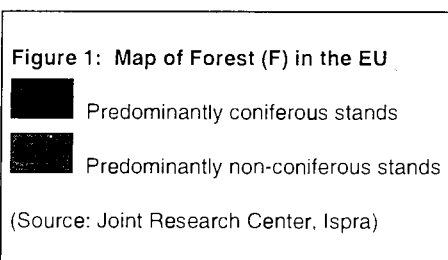 Figure 1: Map of Forest (F) in the EU
Predominantly coniferous stands
Predominantly non-coniferous stands
(Source: Joint Research Center, Ispra)